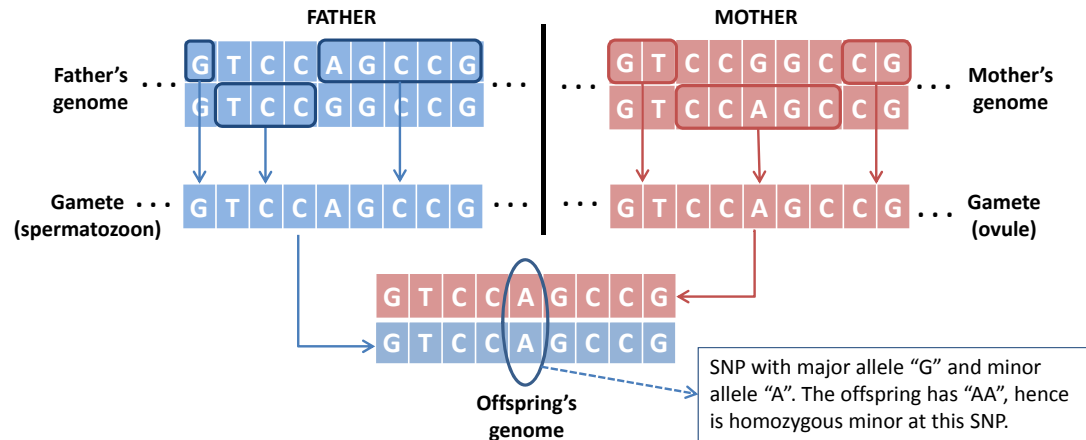 FATHER
MOTHER
Father's
genome
. . .
G T C C A G C C G
G T C C G G C C G
. . .
. . .
G T C C G G C C G
G T C C A G C C G
. . .
Mother's
genome
Gamete
(spermatozoon)
. . .
G T C C A G C C G
. . .
. . .
G T C C A G C C G
. . .
Gamete
(ovule)
G T C C A G C C G
G T C C A G C C G
Offspring's
genome
SNP with major allele “G” and minor
allele “A”. The offspring has “AA”, hence
is homozygous minor at this SNP.